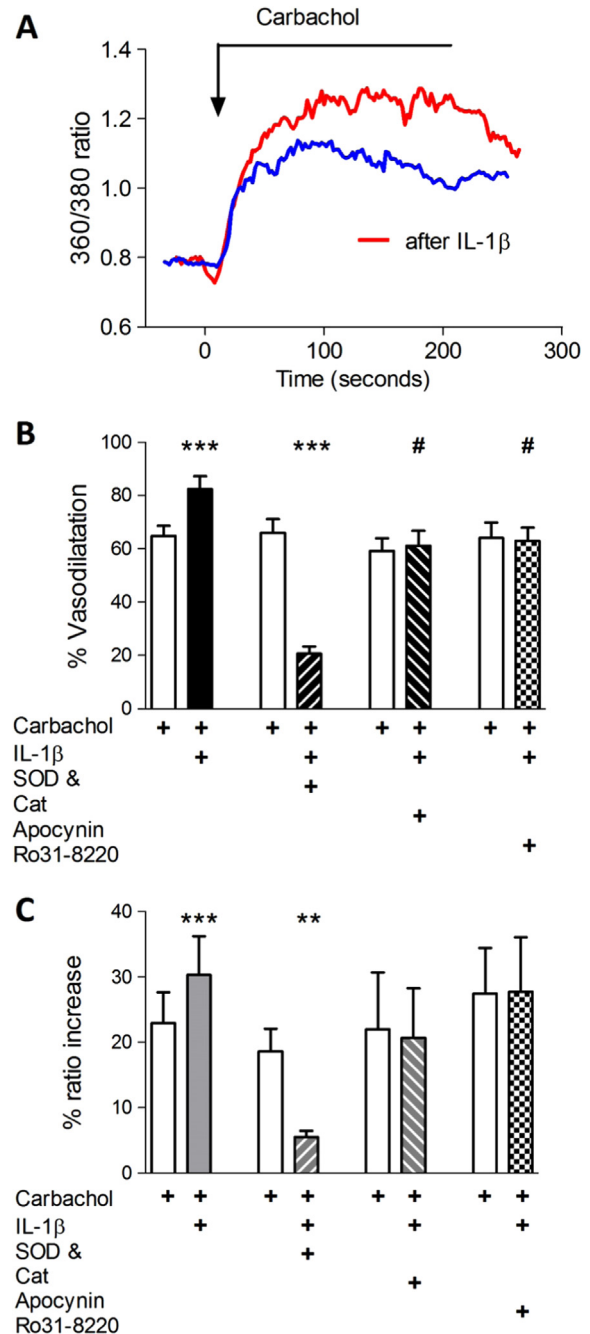 A
Carbachol
1.4
1.2
1.0
0.8
0.6
360/380 ratio
after IL-1β
0 100 200 300
Time (seconds)
B
100
80
60
40
20
0
% Vasodilatation
*** *** # #
Carbachol + + + + + + + +
IL-1β + + + +
SOD & +
Cat +
Apocynin
Ro31-8220 +
C
40
30
20
10
0
% ratio increase
*** **
Carbachol + + + + + + + +
IL-1β + + + +
SOD & +
Cat +
Apocynin
Ro31-8220 +